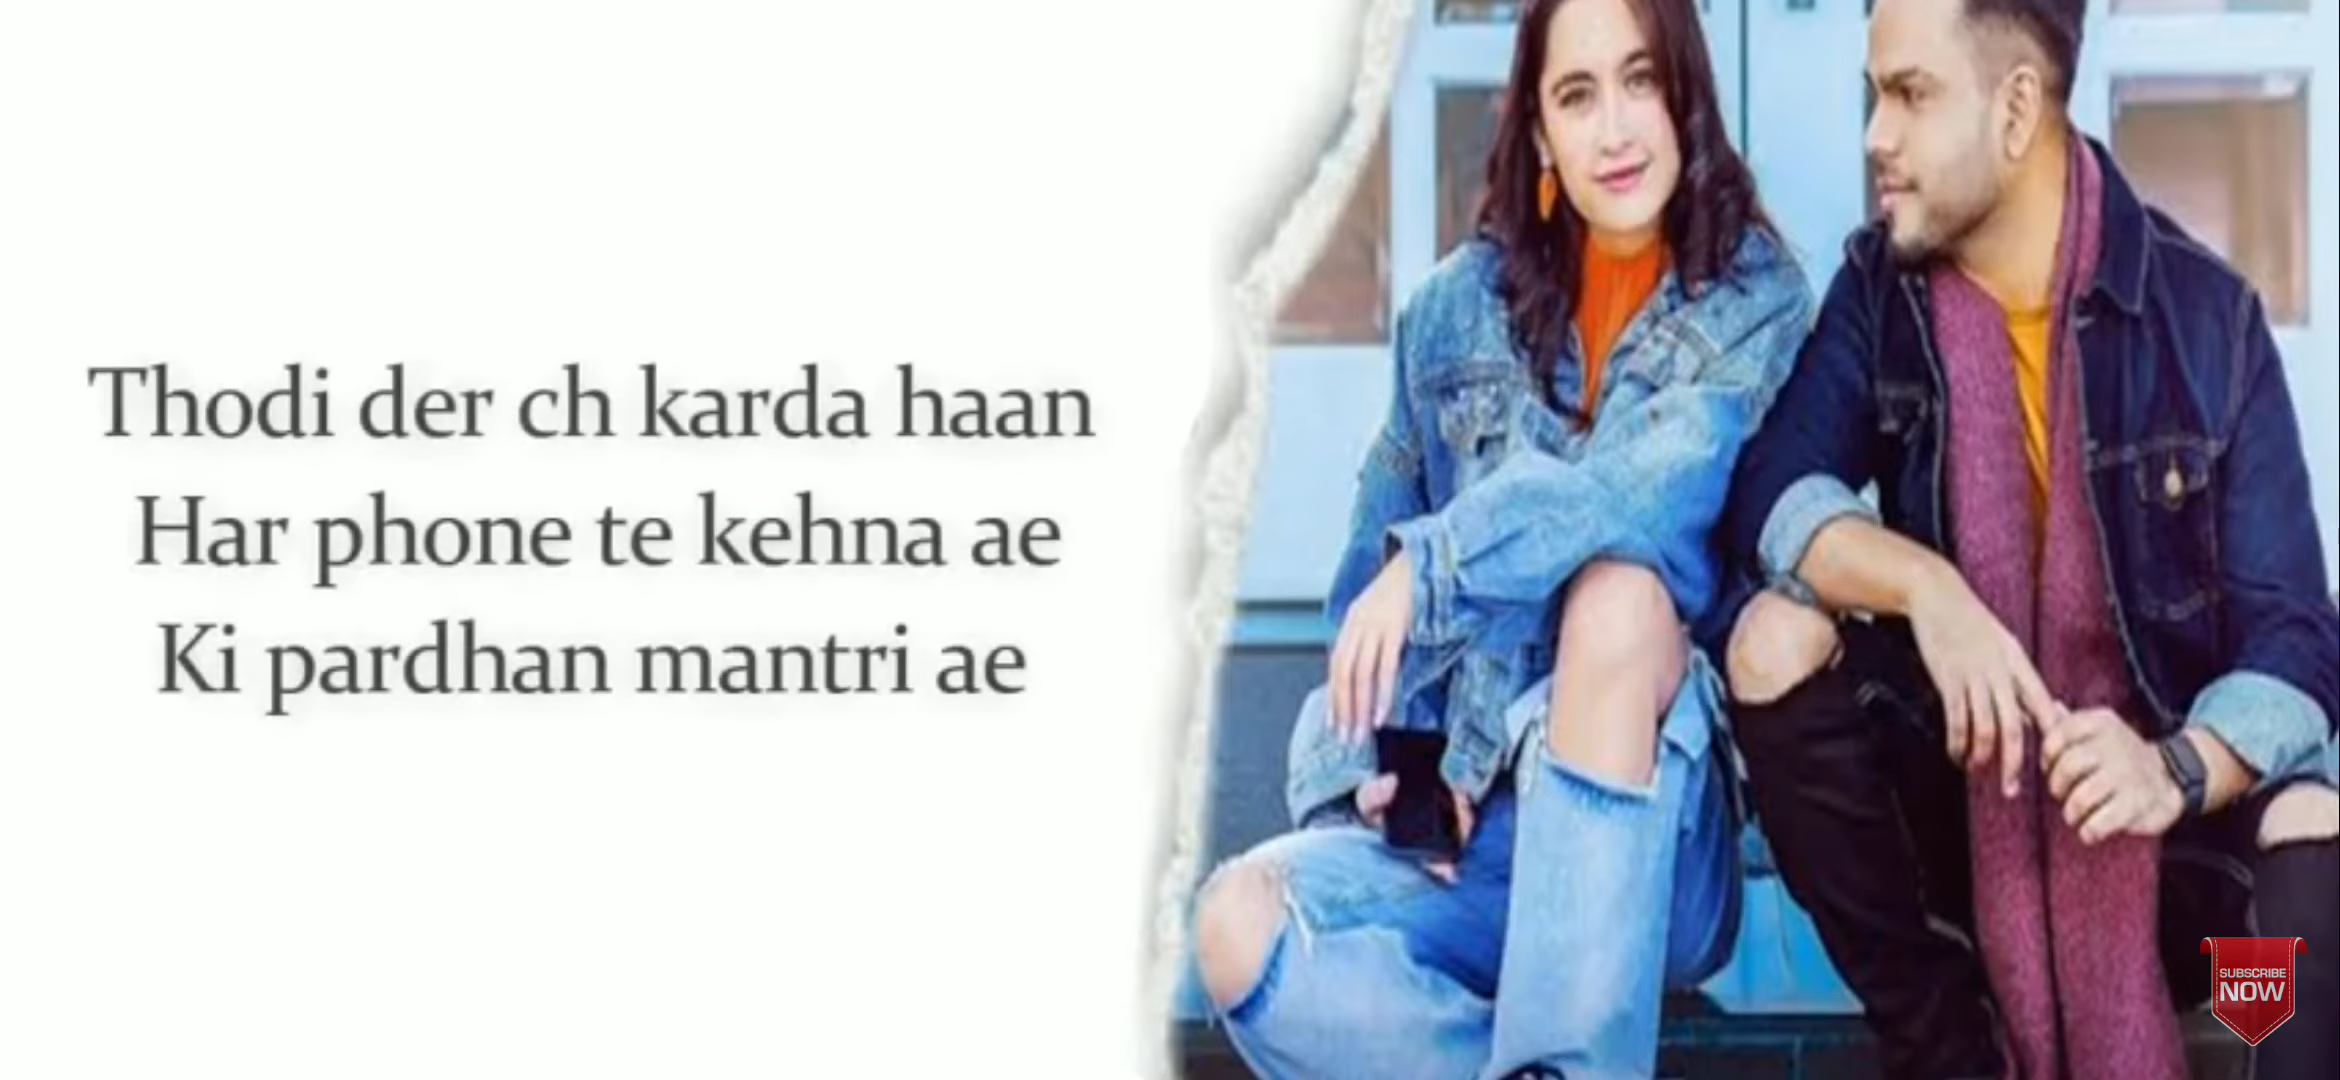 Thodi der ch karda haan
Har phone te kehna ae
Ki pardhan mantri ae
SUBSCRIBE
NOW